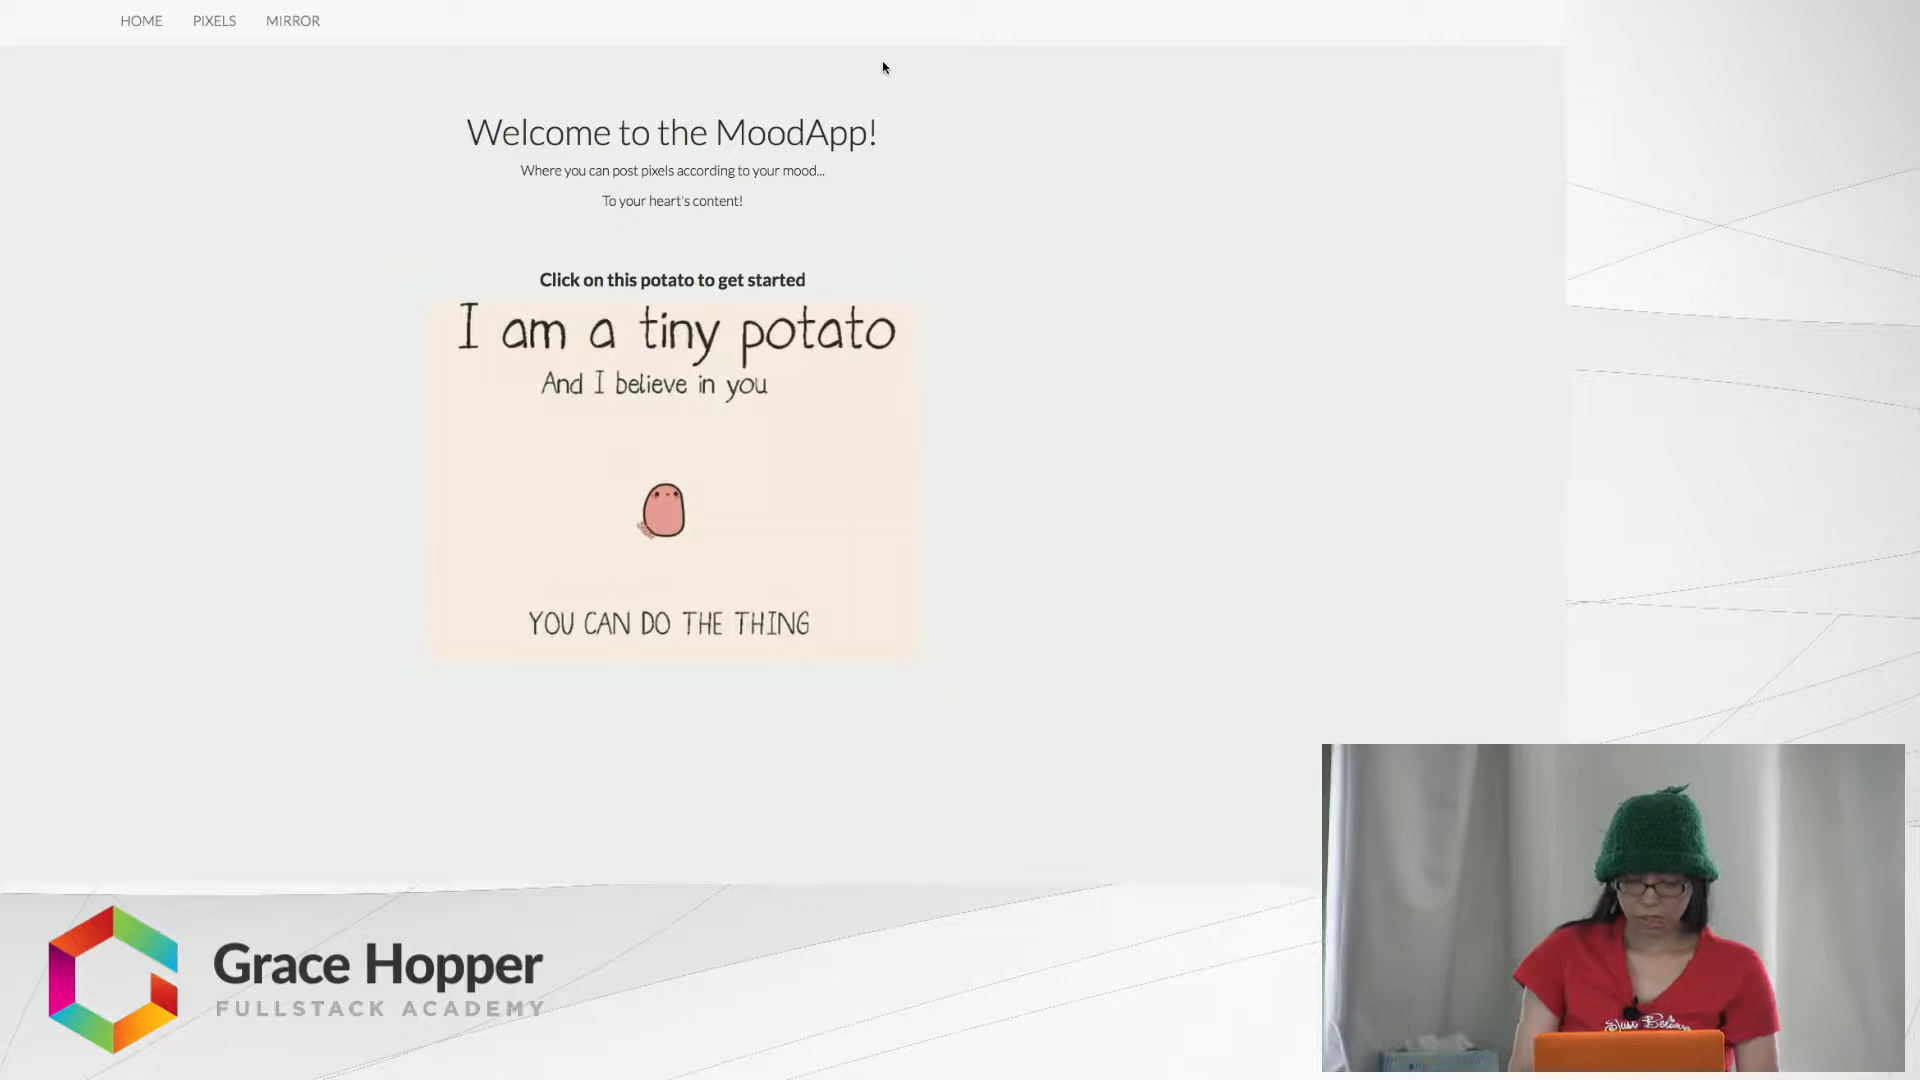 HOME PIXELS MIRROR
Welcome to the MoodApp!
Where you can post pixels according to your mood...
To your heart's content!
Click on this potato to get started
I am a tiny potato
And I believe in you
YOU CAN DO THE THING
Grace Hopper
FULLSTACK ACADEMY
Just Believe